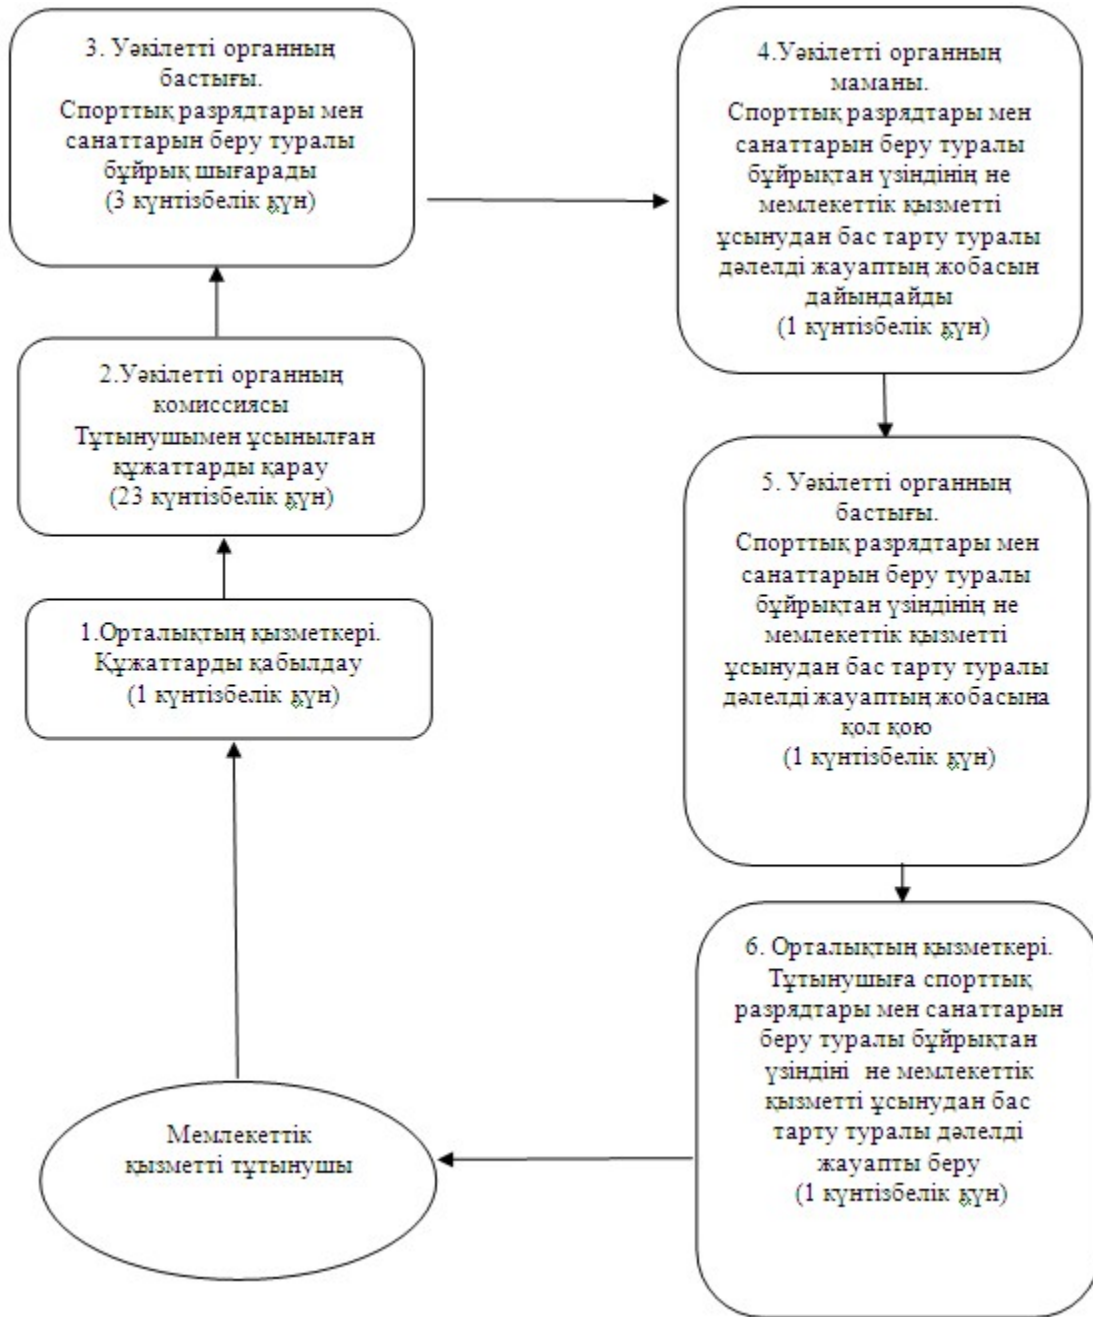 3. Уәкілетті органның
бастығы.
Спорттық разрядтары мен
санаттарын беру туралы
бұйрық шығарады
(3 күнтізбелік күн)
4.Уәкілетті органның
маманы.
Спорттық разрядтары мен
санаттарын беру туралы
бұйрықтан үзіндінің не
мемлекеттік қызметті
ұсынудан бас тарту туралы
дәлелді жауаптың жобасын
дайындайды
(1 күнтізбелік күн)
2.Уәкілетті органның
комиссиясы
Тұтынушымен ұсынылған
құжаттарды қарау
(23 күнтізбелік күн)
5. Уәкілетті органның
бастығы.
Спорттық разрядтары мен
санаттарын беру туралы
бұйрықтан үзіндінің не
мемлекеттік қызметті
ұсынудан бас тарту туралы
дәлелді жауаптың жобасына
қол қою
(1 күнтізбелік күн)
1.Орталықтың қызметкері.
Құжаттарды қабылдау
(1 күнтізбелік күн)
6. Орталықтың қызметкері.
Тұтынушыға спорттық
разрядтары мен санаттарын
беру туралы бұйрықтан
үзіндіні не мемлекеттік
қызметті ұсынудан бас
тарту туралы дәлелді
жауапты беру
(1 күнтізбелік күн)
Мемлекеттік
қызметті тұтынушы